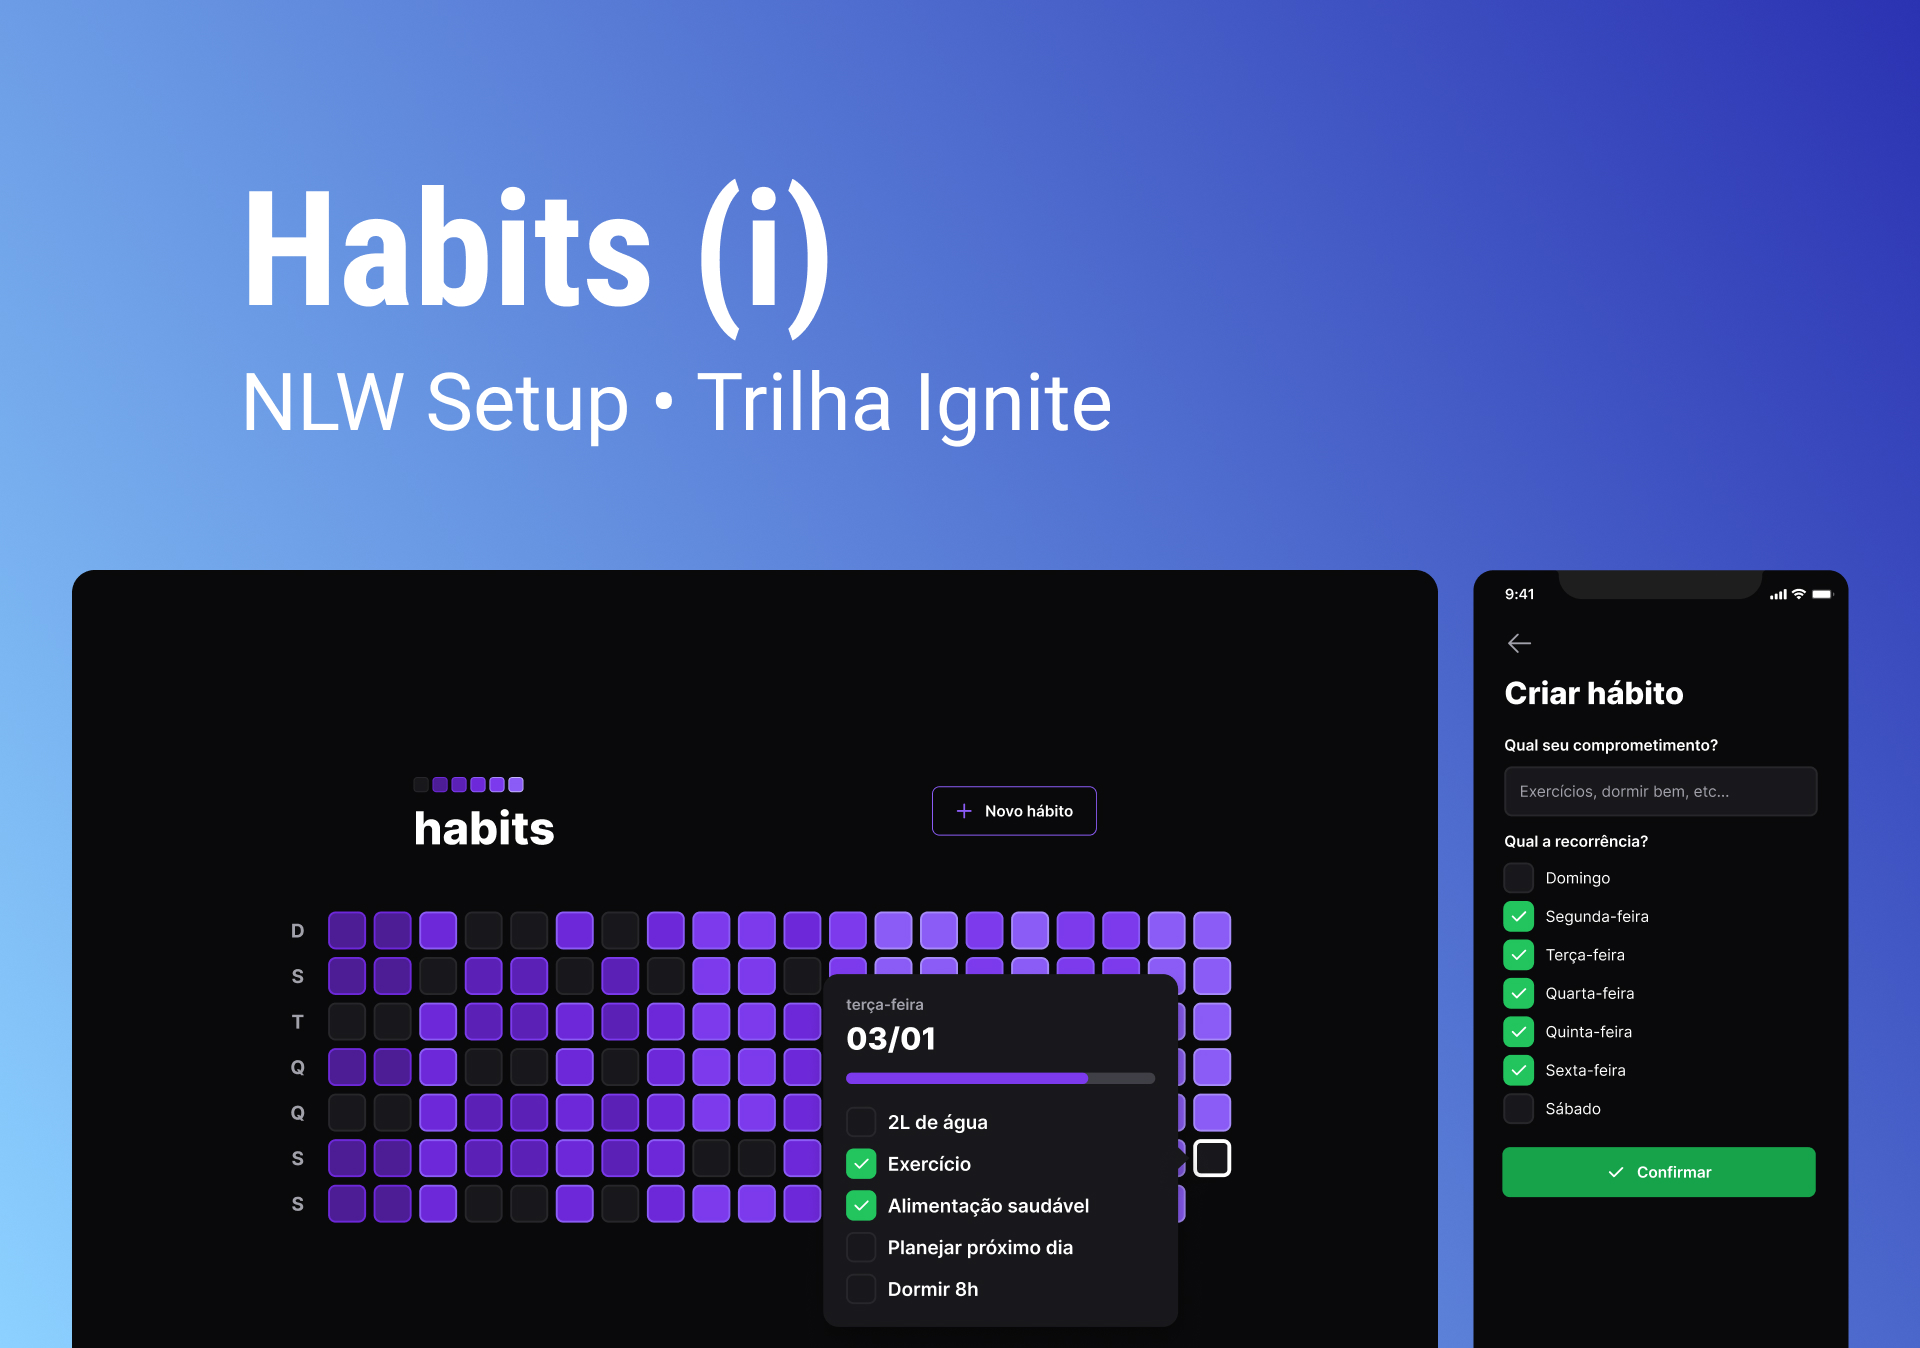 Habits (i)
NLW Setup • Trilha Ignite
habits
Novo hábito
D
S
T
Q
Q
S
S
terça-feira
03/01
2L de água
Exercício
Alimentação saudável
Planejar próximo dia
Dormir 8h
9:41
Criar hábito
Qual seu comprometimento?
Exercícios, dormir bem, etc...
Qual a recorrência?
Domingo
Segunda-feira
Terça-feira
Quarta-feira
Quinta-feira
Sexta-feira
Sábado
Confirmar